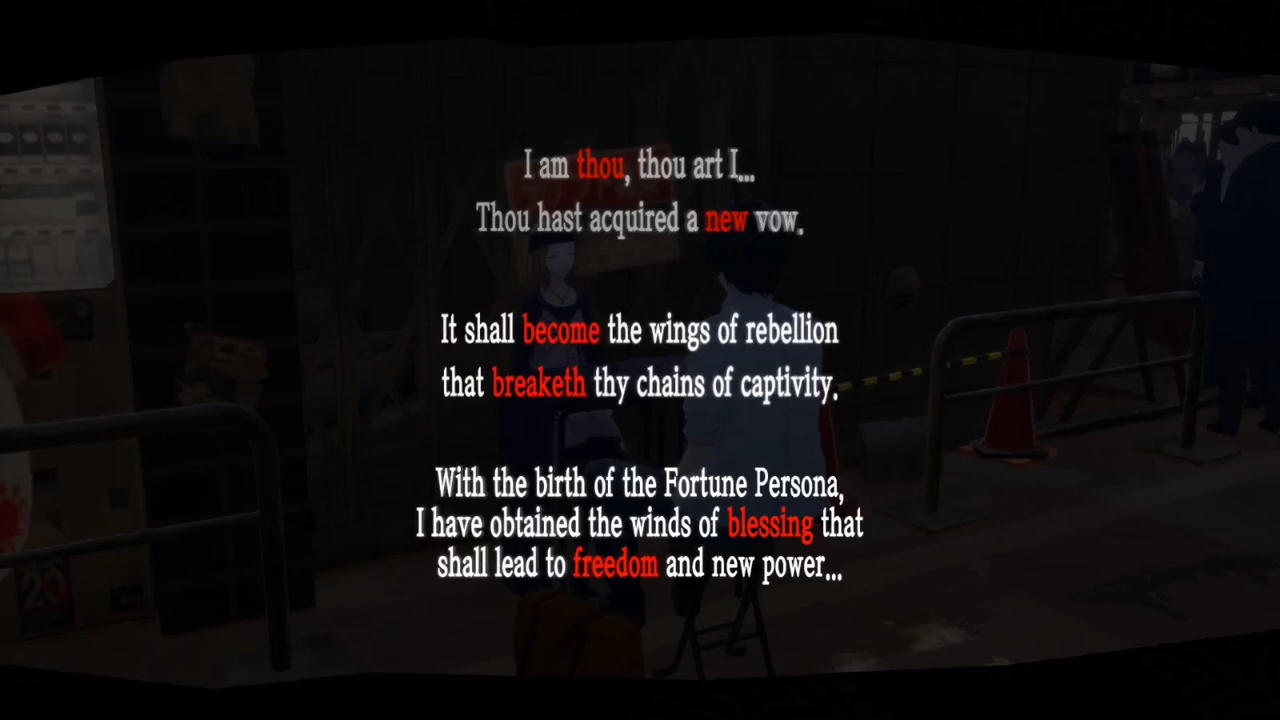 I am thou, thou art I...
Thou hast acquired a new vow.
It shall become the wings of rebellion
that breaketh thy chains of captivity.
With the birth of the Fortune Persona,
I have obtained the winds of blessing that
shall lead to freedom and new power...